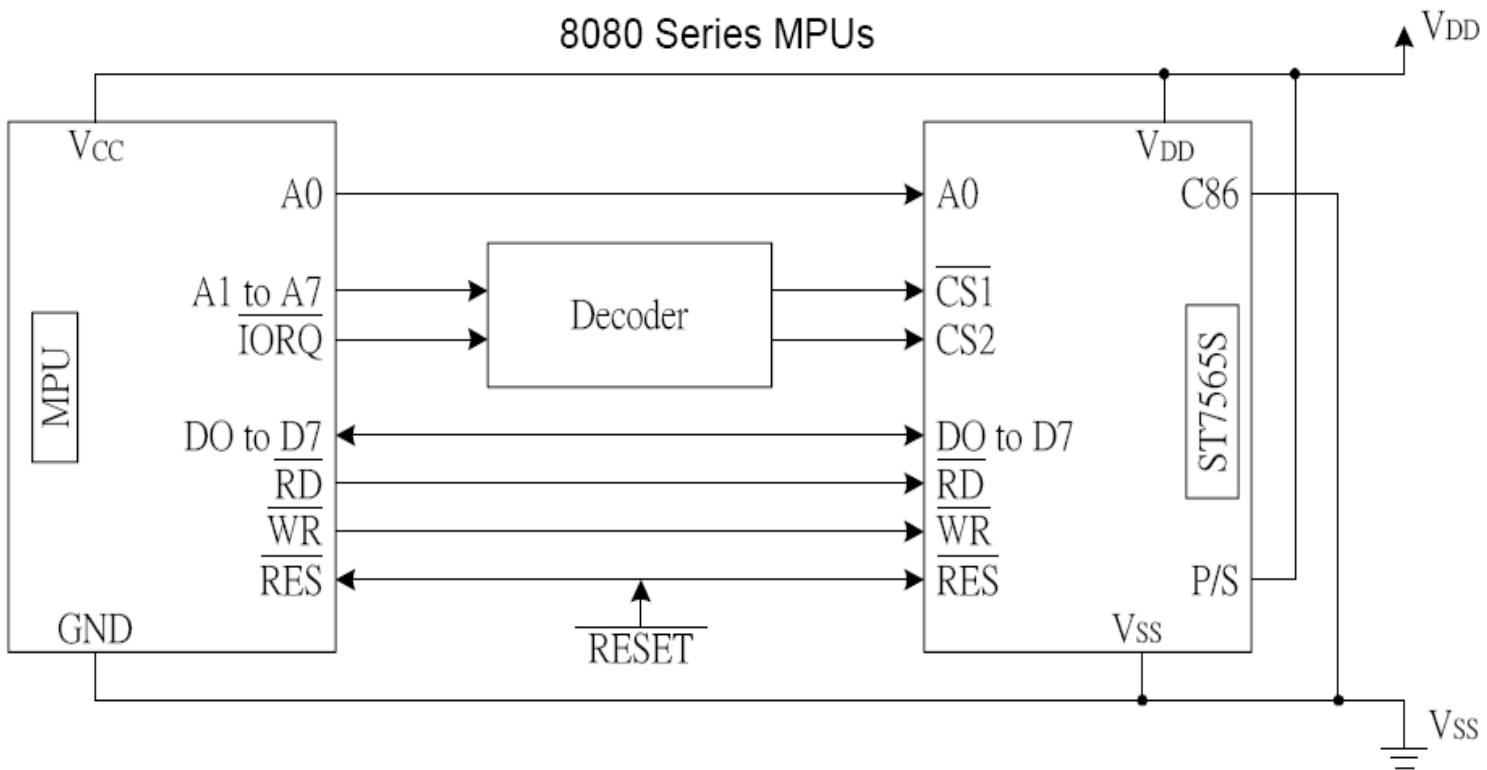 8080 Series MPUs
VDD
VCC
VDD
A0
A0
C86
A1 to A7
Decoder
CS1
IORQ
CS2
MPU
ST7565S
DO to D7
DO to D7
RD
RD
WR
WR
RES
RES
P/S
GND
RESET
VSS
VSS